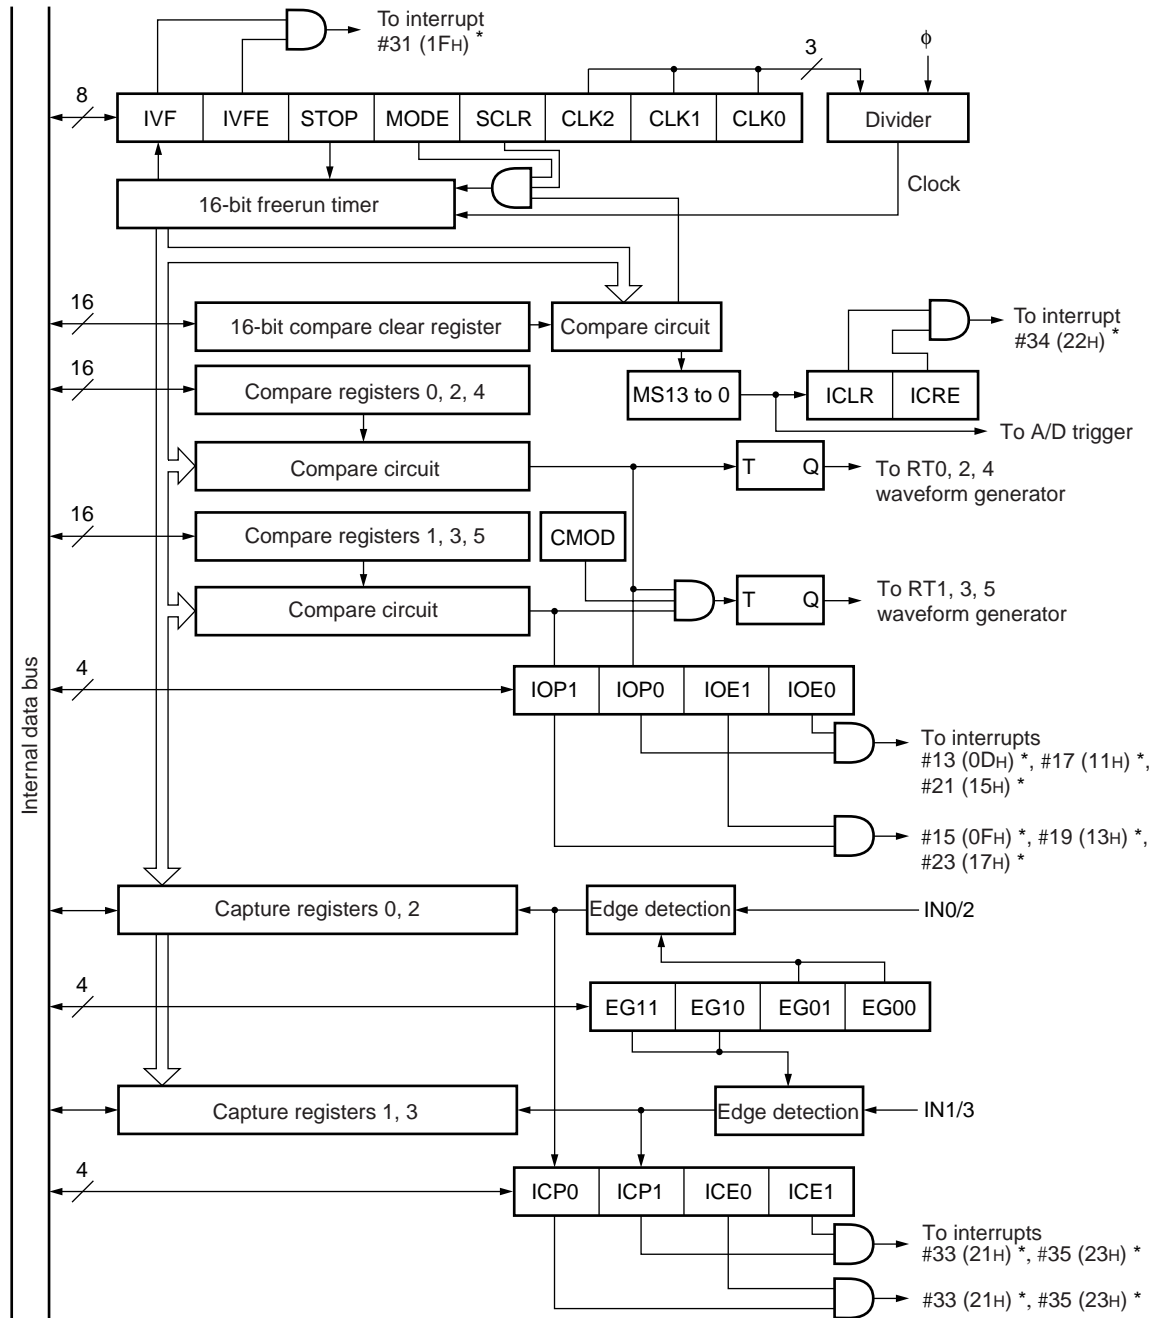 To interrupt
#31 (1FH) *
3
ϕ
8
IVF IVFE STOP MODE SCLR CLK2 CLK1 CLK0
Divider
Clock
16-bit freerun timer
16
16-bit compare clear register
Compare circuit
To interrupt
#34 (22H) *
16
Compare registers 0, 2, 4
MS13 to 0
ICLR ICRE
To A/D trigger
Compare circuit
T Q
To RT0, 2, 4
waveform generator
16
Compare registers 1, 3, 5
CMOD
Compare circuit
T Q
To RT1, 3, 5
waveform generator
Internal data bus
4
IOP1 IOP0 IOE1 IOE0
To interrupts
#13 (0DH) *, #17 (11H) *,
#21 (15H) *
#15 (0FH) *, #19 (13H) *,
#23 (17H) *
Capture registers 0, 2
Edge detection
IN0/2
4
EG11 EG10 EG01 EG00
Capture registers 1, 3
Edge detection
IN1/3
4
ICP0 ICP1 ICE0 ICE1
To interrupts
#33 (21H) *, #35 (23H) *
#33 (21H) *, #35 (23H) *